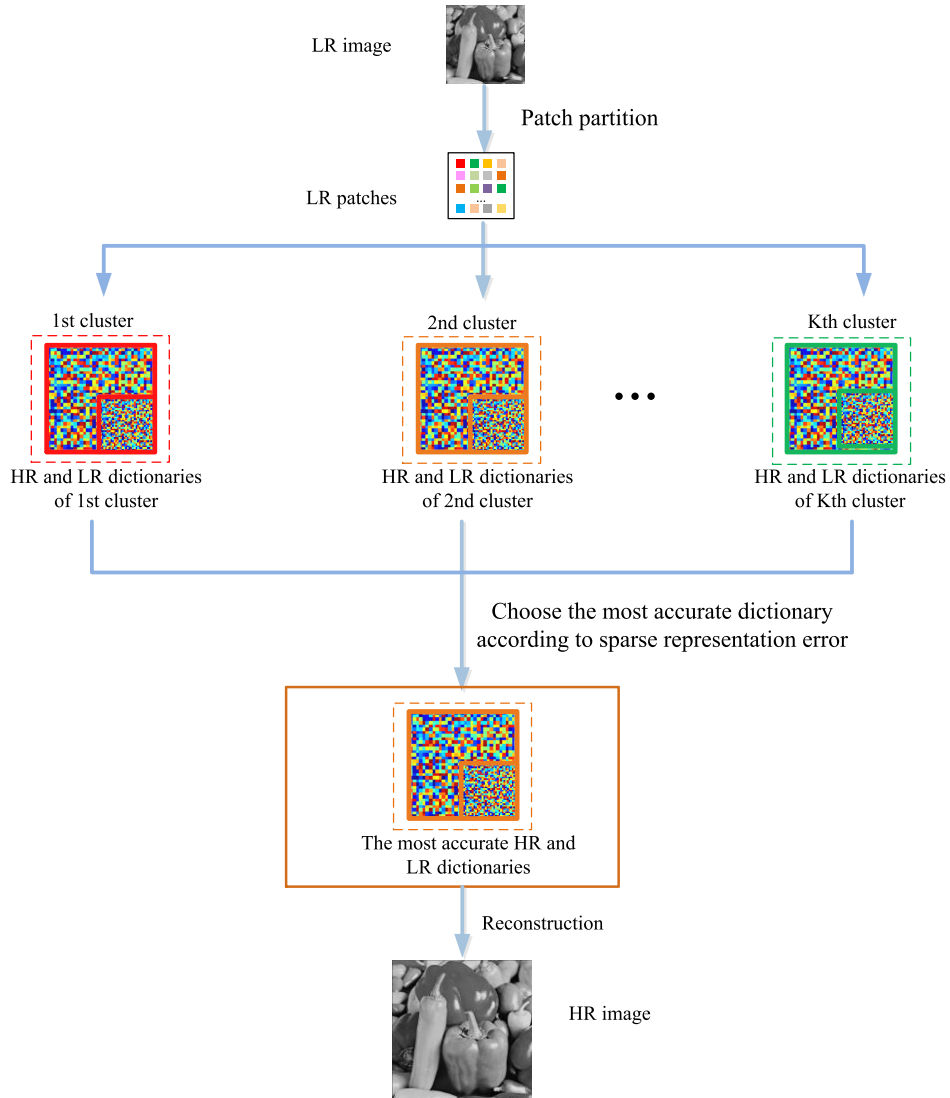 LR image
Patch partition
LR patches
...
1st cluster
2nd cluster
Kth cluster
...
HR and LR dictionaries
of 1st cluster
HR and LR dictionaries
of 2nd cluster
HR and LR dictionaries
of Kth cluster
Choose the most accurate dictionary
according to sparse representation error
The most accurate HR and
LR dictionaries
Reconstruction
HR image